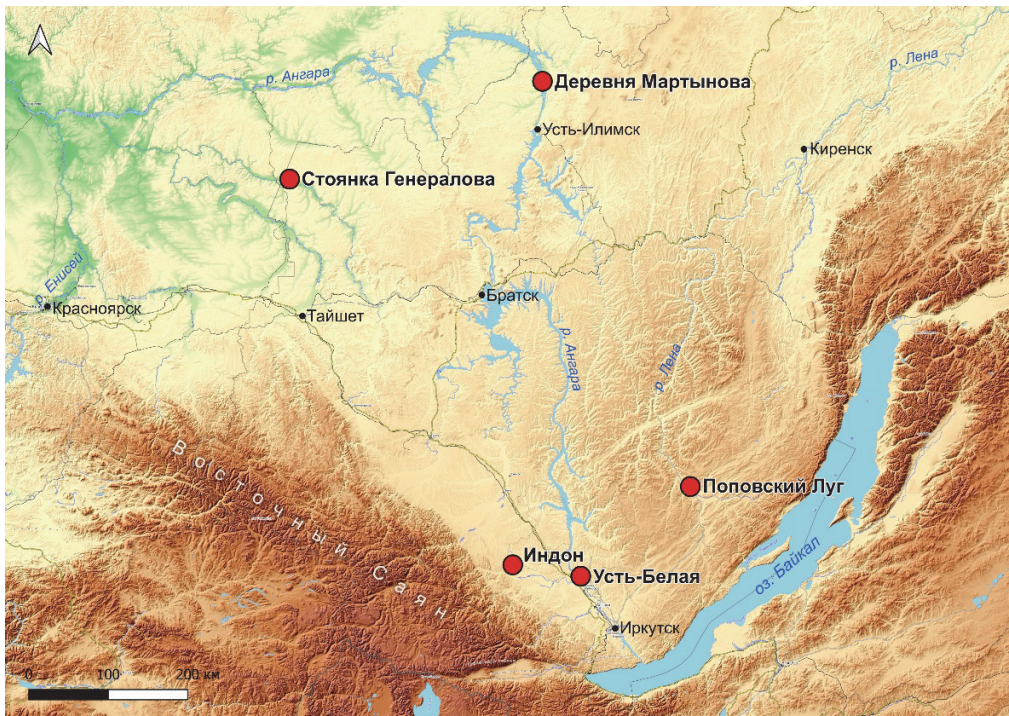 р. Лена
р. Ангара
Деревня Мартынова
Усть-Илимск
Киренск
Стоянка Генералова
р. Енисей
Красноярск
Братск
Тайшет
р. Ангара
р. Лена
Восточный Саян
Поповский Луг
Индон
Усть-Белая
оз. Байкал
Иркутск
0 100 200 км